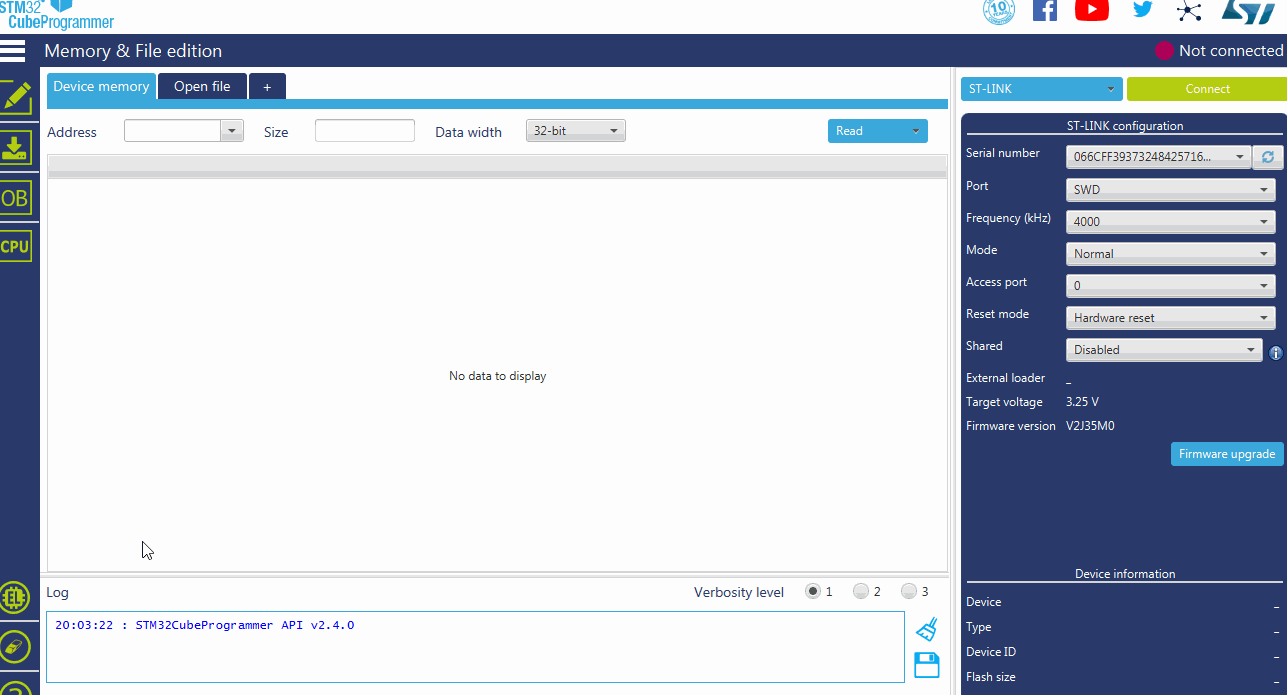 STM32
CubeProgrammer
10 YEARS
Memory & File edition
Not connected
Device memory
Open file
+
Address
Size
Data width
32-bit
Read
No data to display
OB
CPU
EL
?
Log
Verbosity level
1
2
3
20:03:22 : STM32CubeProgrammer API v2.4.0
ST-LINK
Connect
ST-LINK configuration
Serial number 066CFF39373248425716...
Port SWD
Frequency (kHz) 4000
Mode Normal
Access port 0
Reset mode Hardware reset
Shared Disabled
External loader _
Target voltage 3.25 V
Firmware version V2J35M0
Firmware upgrade
Device information
Device _
Type _
Device ID _
Flash size _